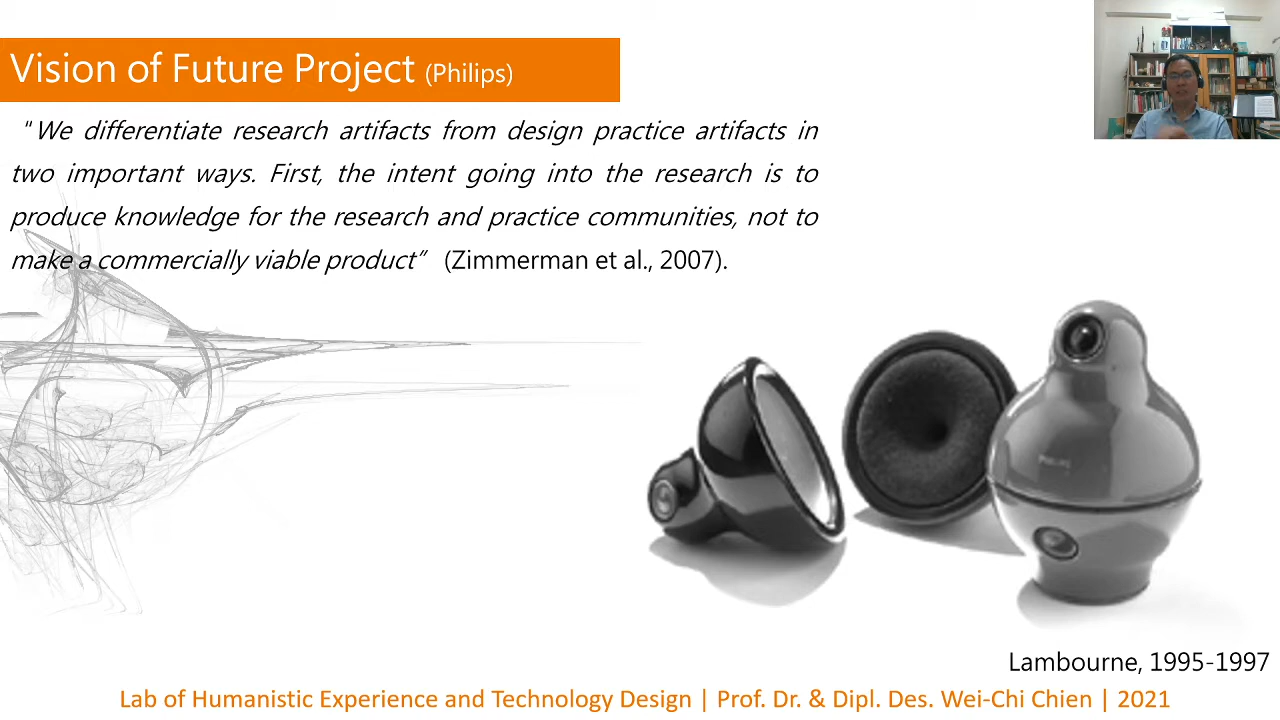 Vision of Future Project (Philips)
“We differentiate research artifacts from design practice artifacts in
two important ways. First, the intent going into the research is to
produce knowledge for the research and practice communities, not to
make a commercially viable product” (Zimmerman et al., 2007).
PHILIPS
Lambourne, 1995-1997
Lab of Humanistic Experience and Technology Design | Prof. Dr. & Dipl. Des. Wei-Chi Chien | 2021